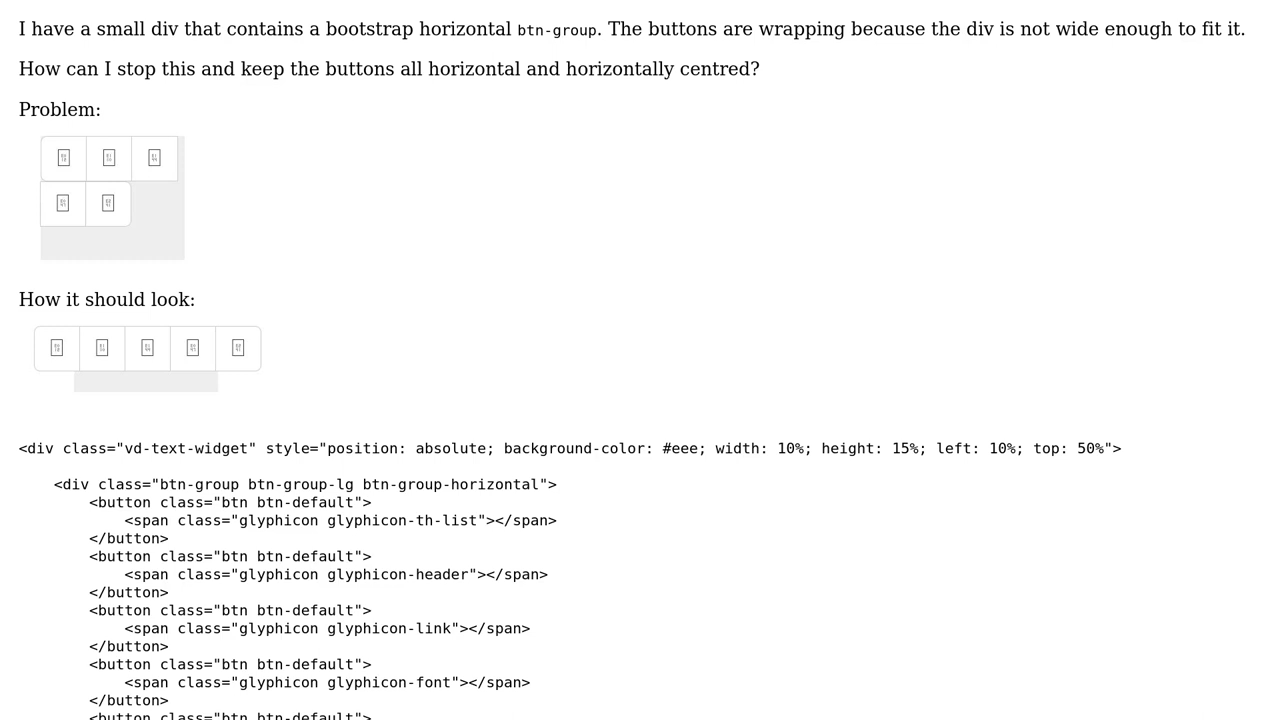 I have a small div that contains a bootstrap horizontal btn-group. The buttons are wrapping because the div is not wide enough to fit it.
How can I stop this and keep the buttons all horizontal and horizontally centred?
Problem:
How it should look:
<div class="vd-text-widget" style="position: absolute; background-color: #eee; width: 10%; height: 15%; left: 10%; top: 50%">
<div class="btn-group btn-group-lg btn-group-horizontal">
<button class="btn btn-default">
<span class="glyphicon glyphicon-th-list"></span>
</button>
<button class="btn btn-default">
<span class="glyphicon glyphicon-header"></span>
</button>
<button class="btn btn-default">
<span class="glyphicon glyphicon-link"></span>
</button>
<button class="btn btn-default">
<span class="glyphicon glyphicon-font"></span>
</button>
<button class="btn btn-default">